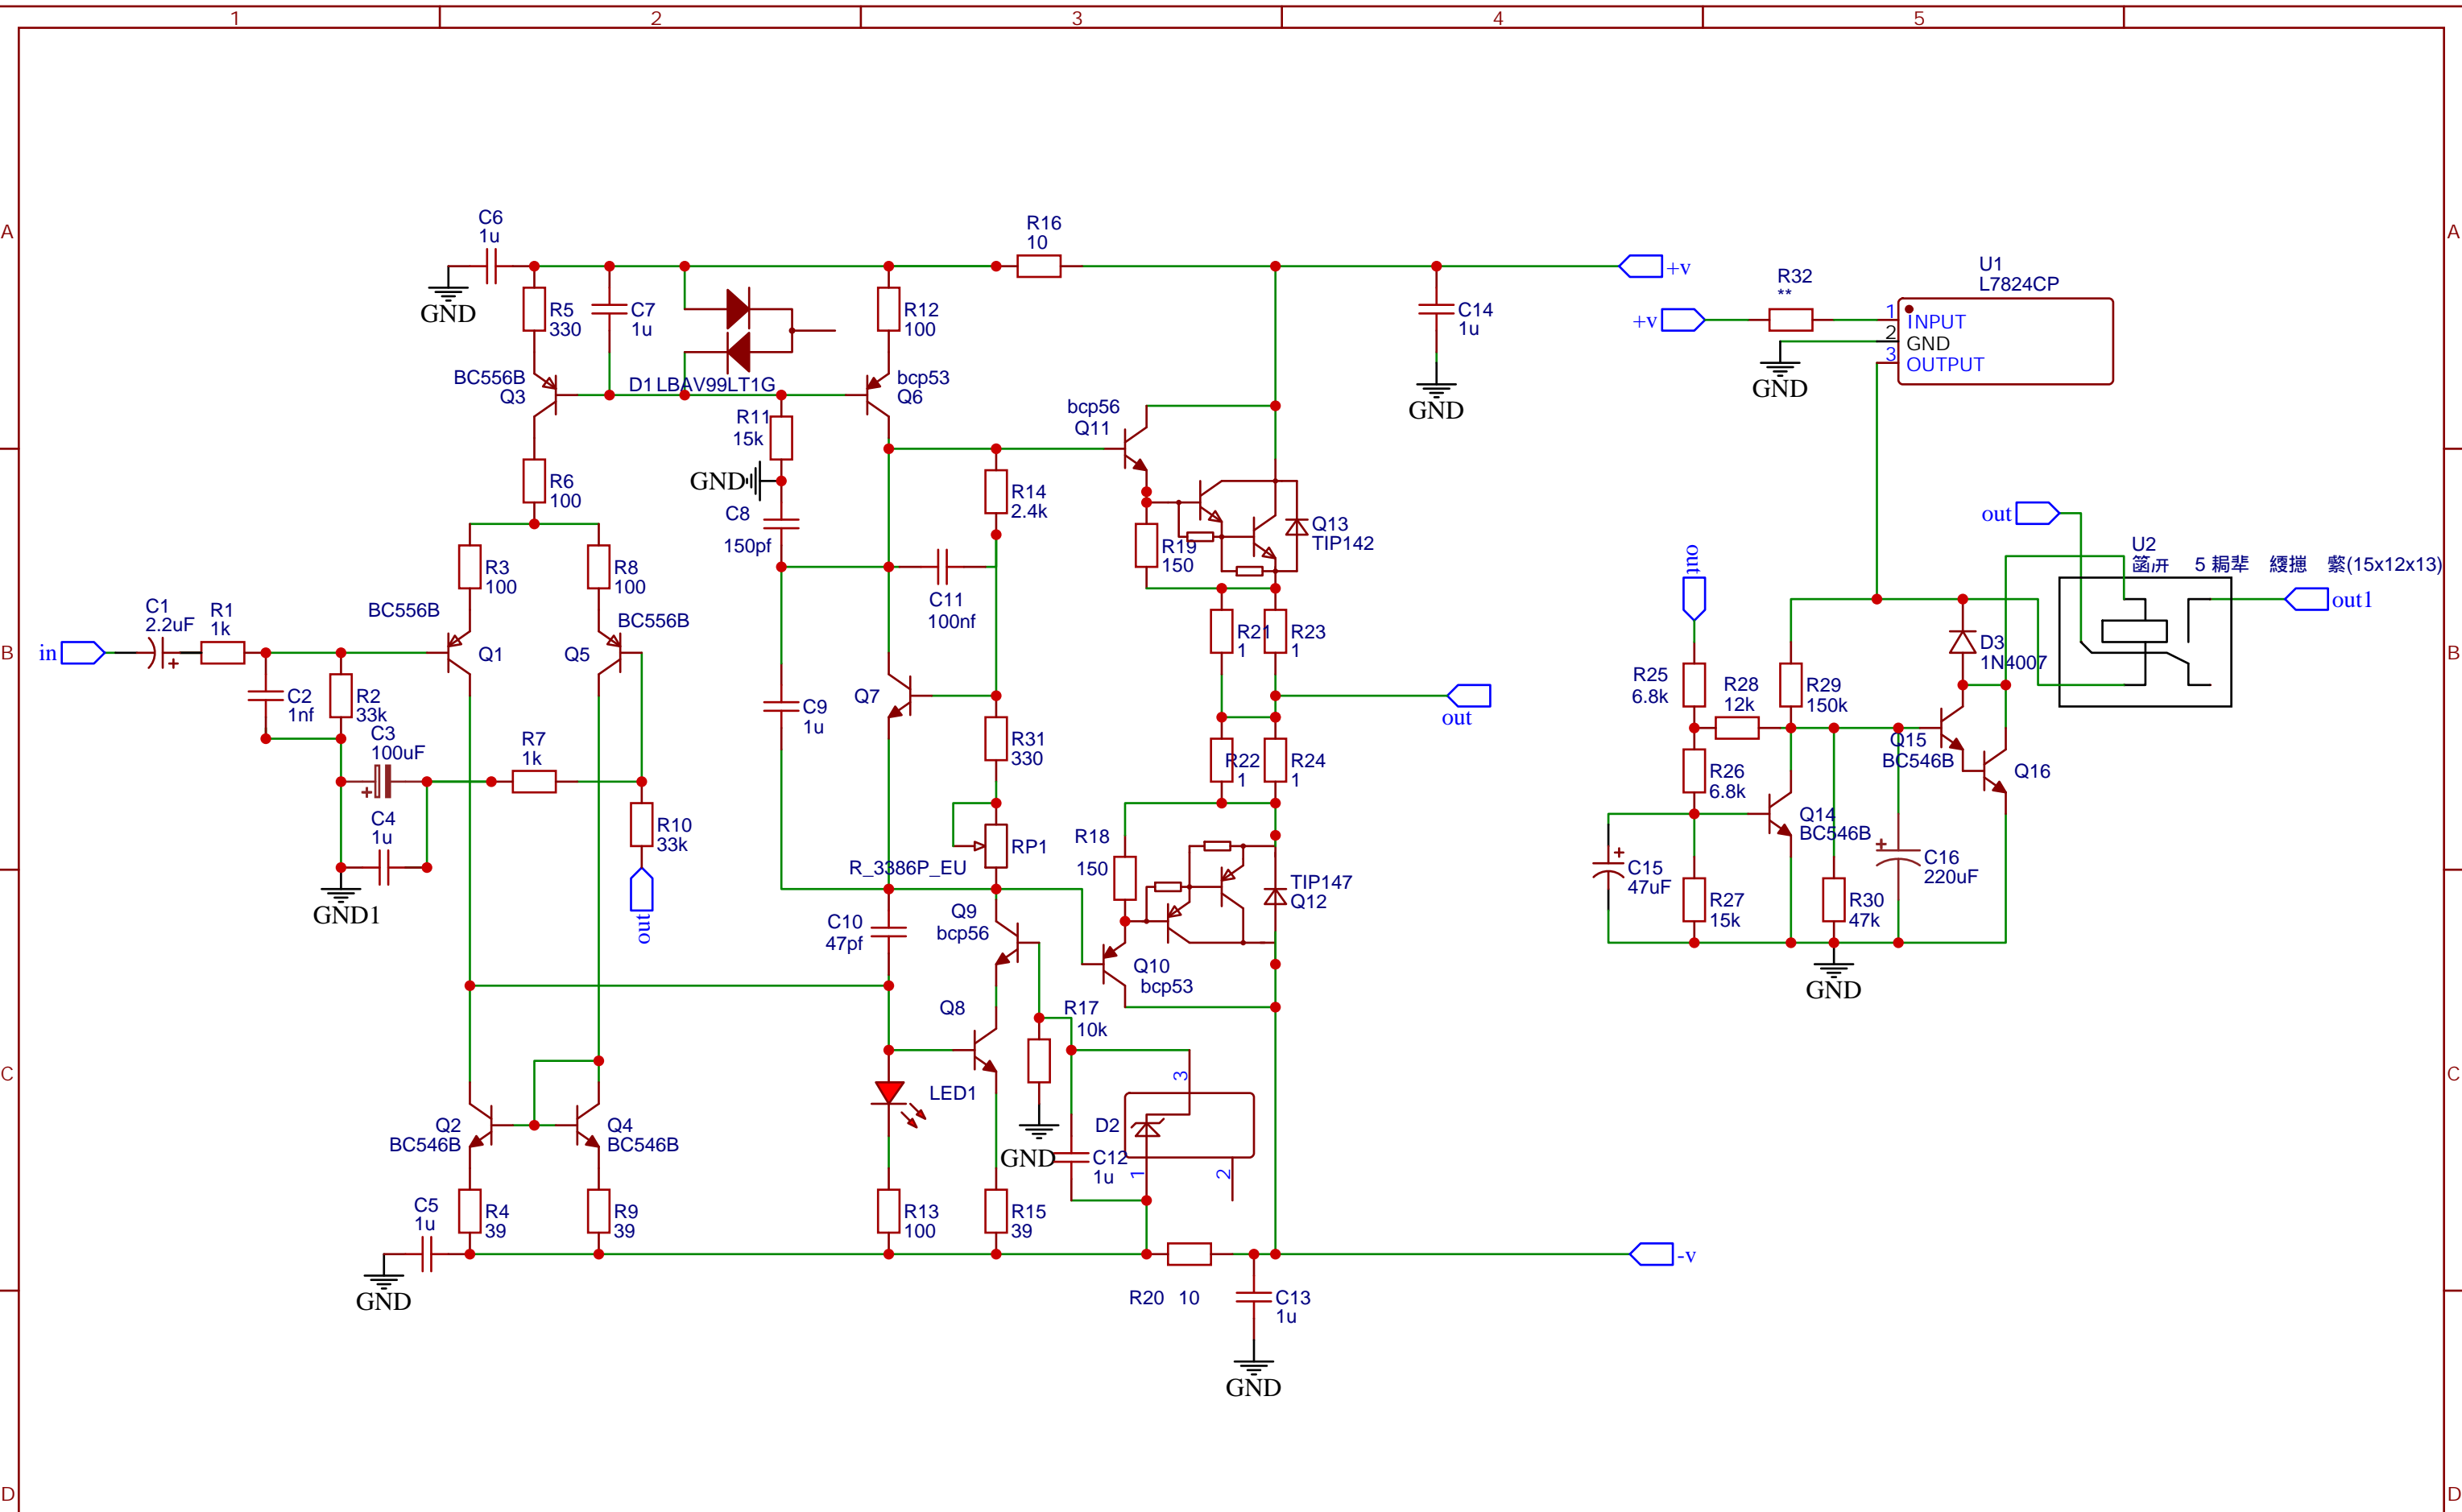 1
2
3
4
5
A
A
B
B
C
C
D
D
C6
1u
GND
R5
330
C7
1u
BC556B
Q3
D1 LBAV99LT1G
R12
100
bcp53
Q6
R16
10
R11
15k
GND
C8
150pf
R6
100
R3
100
R8
100
BC556B
Q1
BC556B
Q5
in
C1
2.2uF
R1
1k
C2
1nf
R2
33k
C3
100uF
C4
1u
GND1
R7
1k
R10
33k
out
R14
2.4k
C11
100nf
Q7
C9
1u
R31
330
RP1
R_3386P_EU
C10
47pf
Q9
bcp56
Q8
LED1
R17
10k
GND
C12
1u
D2
3
1
2
Q2
BC546B
Q4
BC546B
C5
1u
GND
R4
39
R9
39
R13
100
R15
39
R20 10
C13
1u
GND
-v
bcp56
Q11
R19
150
Q13
TIP142
R21
1
R23
1
out
R22
1
R24
1
R18
150
TIP147
Q12
Q10
bcp53
C14
1u
GND
+v
+v
R32
**
GND
U1
L7824CP
1
INPUT
2
GND
3
OUTPUT
out
U2
5
(15x12x13)
out1
out
R25
6.8k
R28
12k
R29
150k
D3
1N4007
Q15
BC546B
Q16
R26
6.8k
Q14
BC546B
C15
47uF
R27
15k
R30
47k
C16
220uF
GND